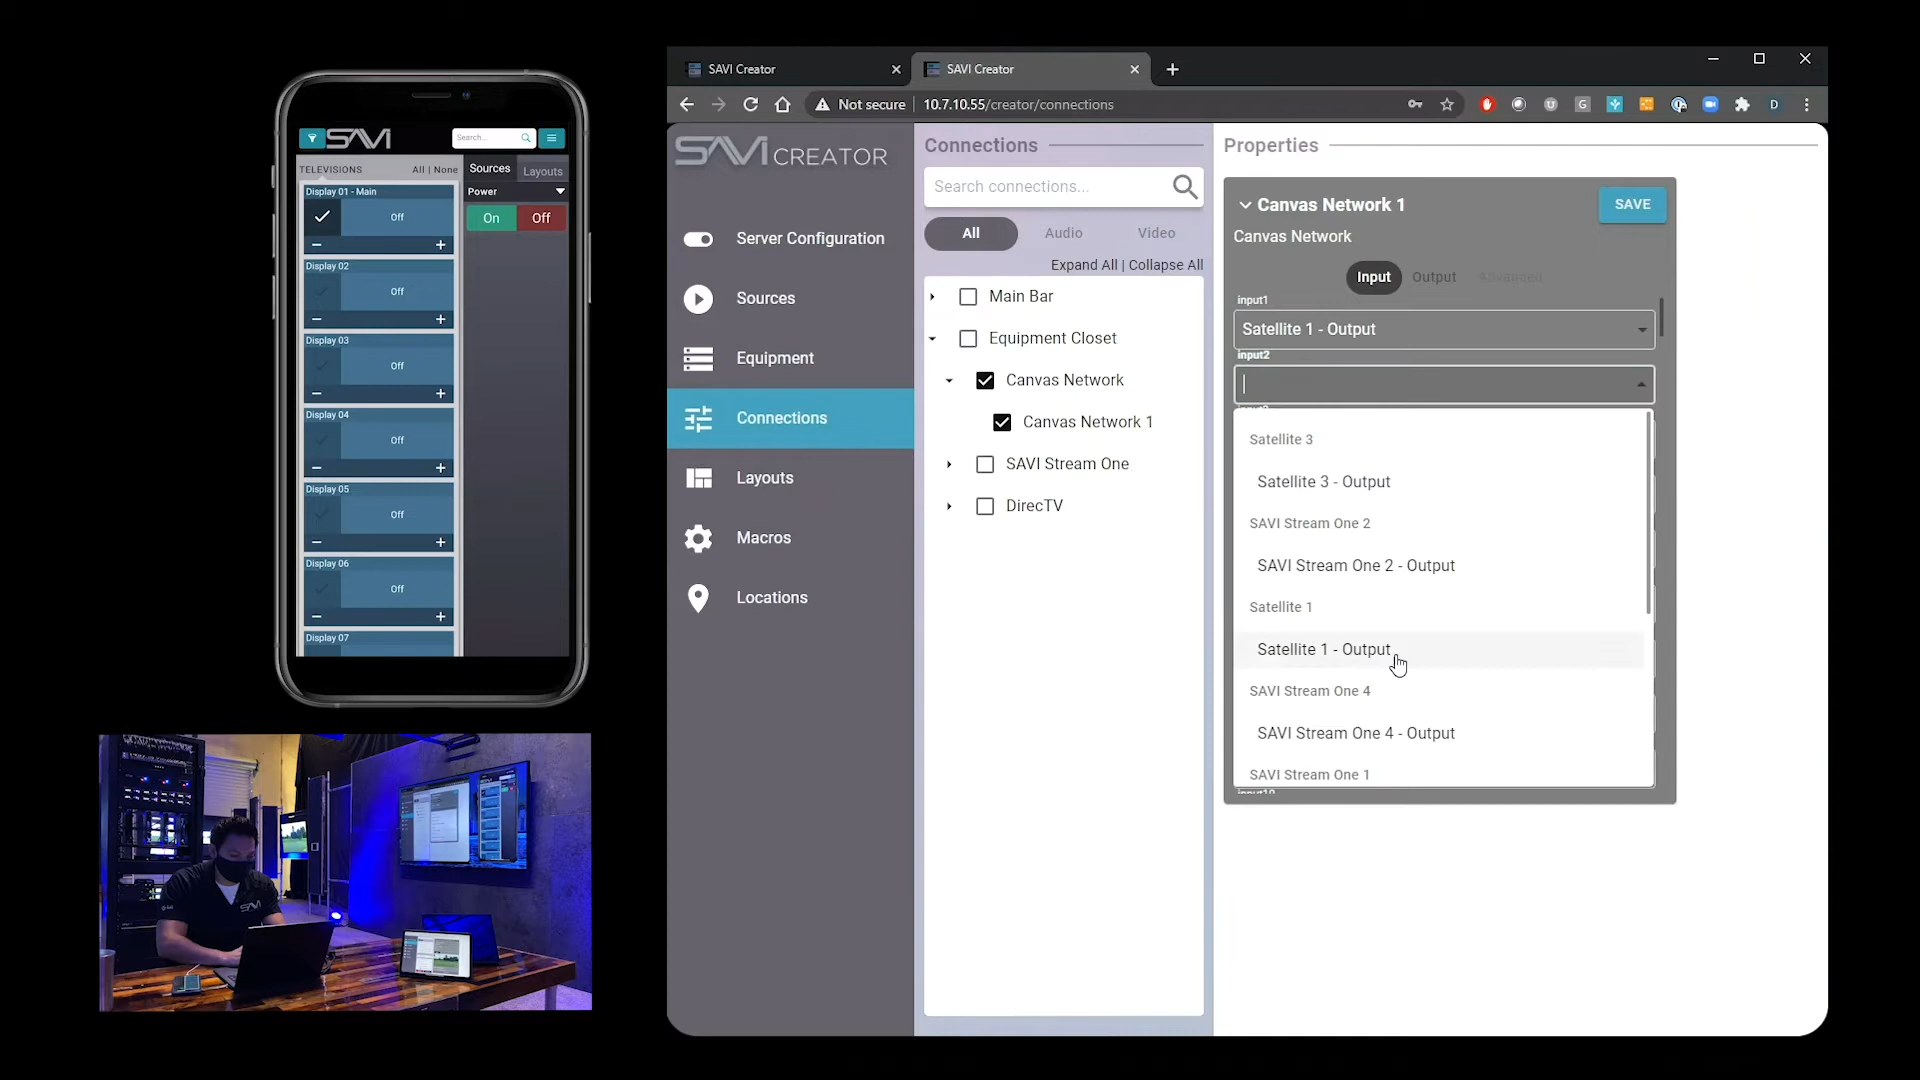 SAVI
Search...
TELEVISIONS
All | None
Sources
Layouts
Display 01 - Main
Off
Power
On
Off
Display 02
Off
Display 03
Off
Display 04
Off
Display 05
Off
Display 06
Off
Display 07
SAVI
SAVI Creator
SAVI Creator
Not secure
10.7.10.55/creator/connections
D
SAVI CREATOR
Server Configuration
Sources
Equipment
Connections
Layouts
Macros
Locations
Connections
Search connections...
All
Audio
Video
Expand All | Collapse All
Main Bar
Equipment Closet
Canvas Network
Canvas Network 1
SAVI Stream One
DirecTV
Properties
Canvas Network 1
SAVE
Canvas Network
Input
Output
Advanced
input1
Satellite 1 - Output
input2
Satellite 3
Satellite 3 - Output
SAVI Stream One 2
SAVI Stream One 2 - Output
Satellite 1
Satellite 1 - Output
SAVI Stream One 4
SAVI Stream One 4 - Output
SAVI Stream One 1